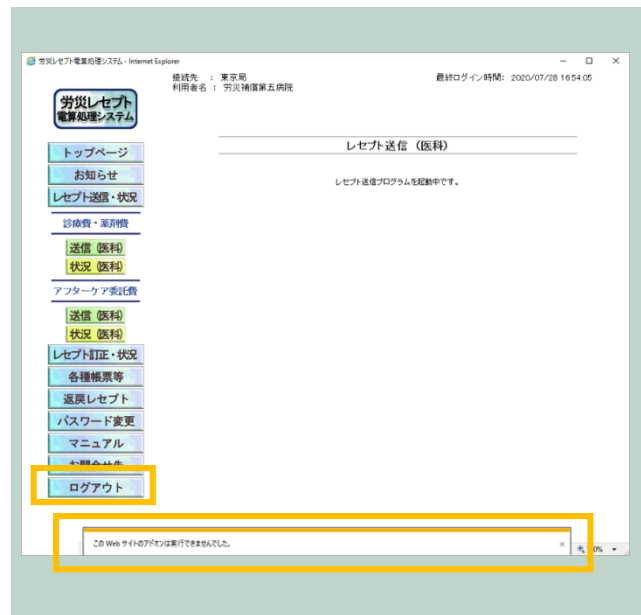 労災レセプト電算処理システム - Internet Explorer
接続先 : 東京局
利用者名 : 労災補償第五病院
最終ログイン時間: 2020/07/28 16:54:05
労災レセプト
電算処理システム
レセプト送信 (医科)
レセプト送信プログラムを起動中です。
トップページ
お知らせ
レセプト送信・状況
診療費・薬剤費
送信 (医科)
状況 (医科)
アフターケア委託費
送信 (医科)
状況 (医科)
レセプト訂正・状況
各種帳票等
返戻レセプト
パスワード変更
マニュアル
お問合せ先
ログアウト
この Web サイトのアドオンは実行できませんでした。